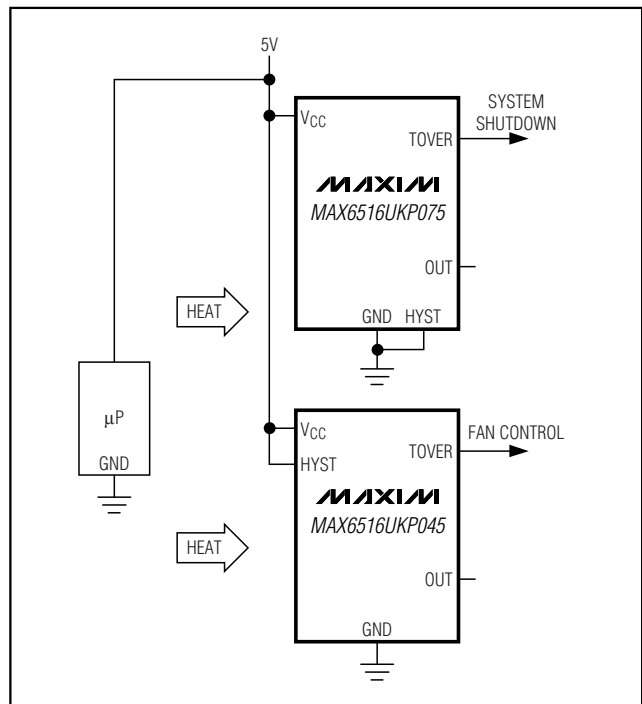 5V
VCC
TOVER
SYSTEM
SHUTDOWN
MAXIM
MAX6516UKP075
OUT
HEAT
GND HYST
μP
GND
VCC
HYST
TOVER
FAN CONTROL
MAXIM
MAX6516UKP045
HEAT
OUT
GND